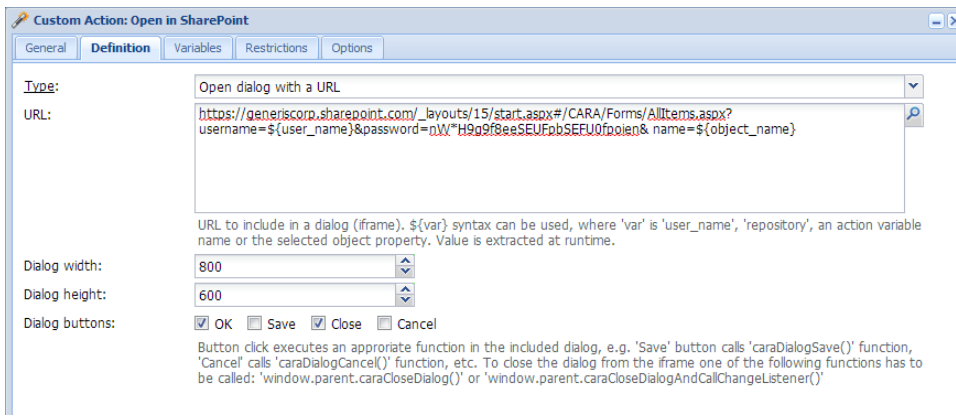 Custom Action: Open in SharePoint
General Definition Variables Restrictions Options
Type: Open dialog with a URL
URL: https://generiscorp.sharepoint.com/_layouts/15/start.aspx#/CARA/Forms/AllItems.aspx?
username=${user_name}&password=nW*H9g9f8eeSEUFpbSEFU0fpoien& name=${object_name}
URL to include in a dialog (iframe). ${var} syntax can be used, where 'var' is 'user_name', 'repository', an action variable
name or the selected object property. Value is extracted at runtime.
Dialog width: 800
Dialog height: 600
Dialog buttons: OK Save Close Cancel
Button click executes an approriate function in the included dialog, e.g. 'Save' button calls 'caraDialogSave()' function,
'Cancel' calls 'caraDialogCancel()' function, etc. To close the dialog from the iframe one of the following functions has to
be called: 'window.parent.caraCloseDialog()' or 'window.parent.caraCloseDialogAndCallChangeListener()'